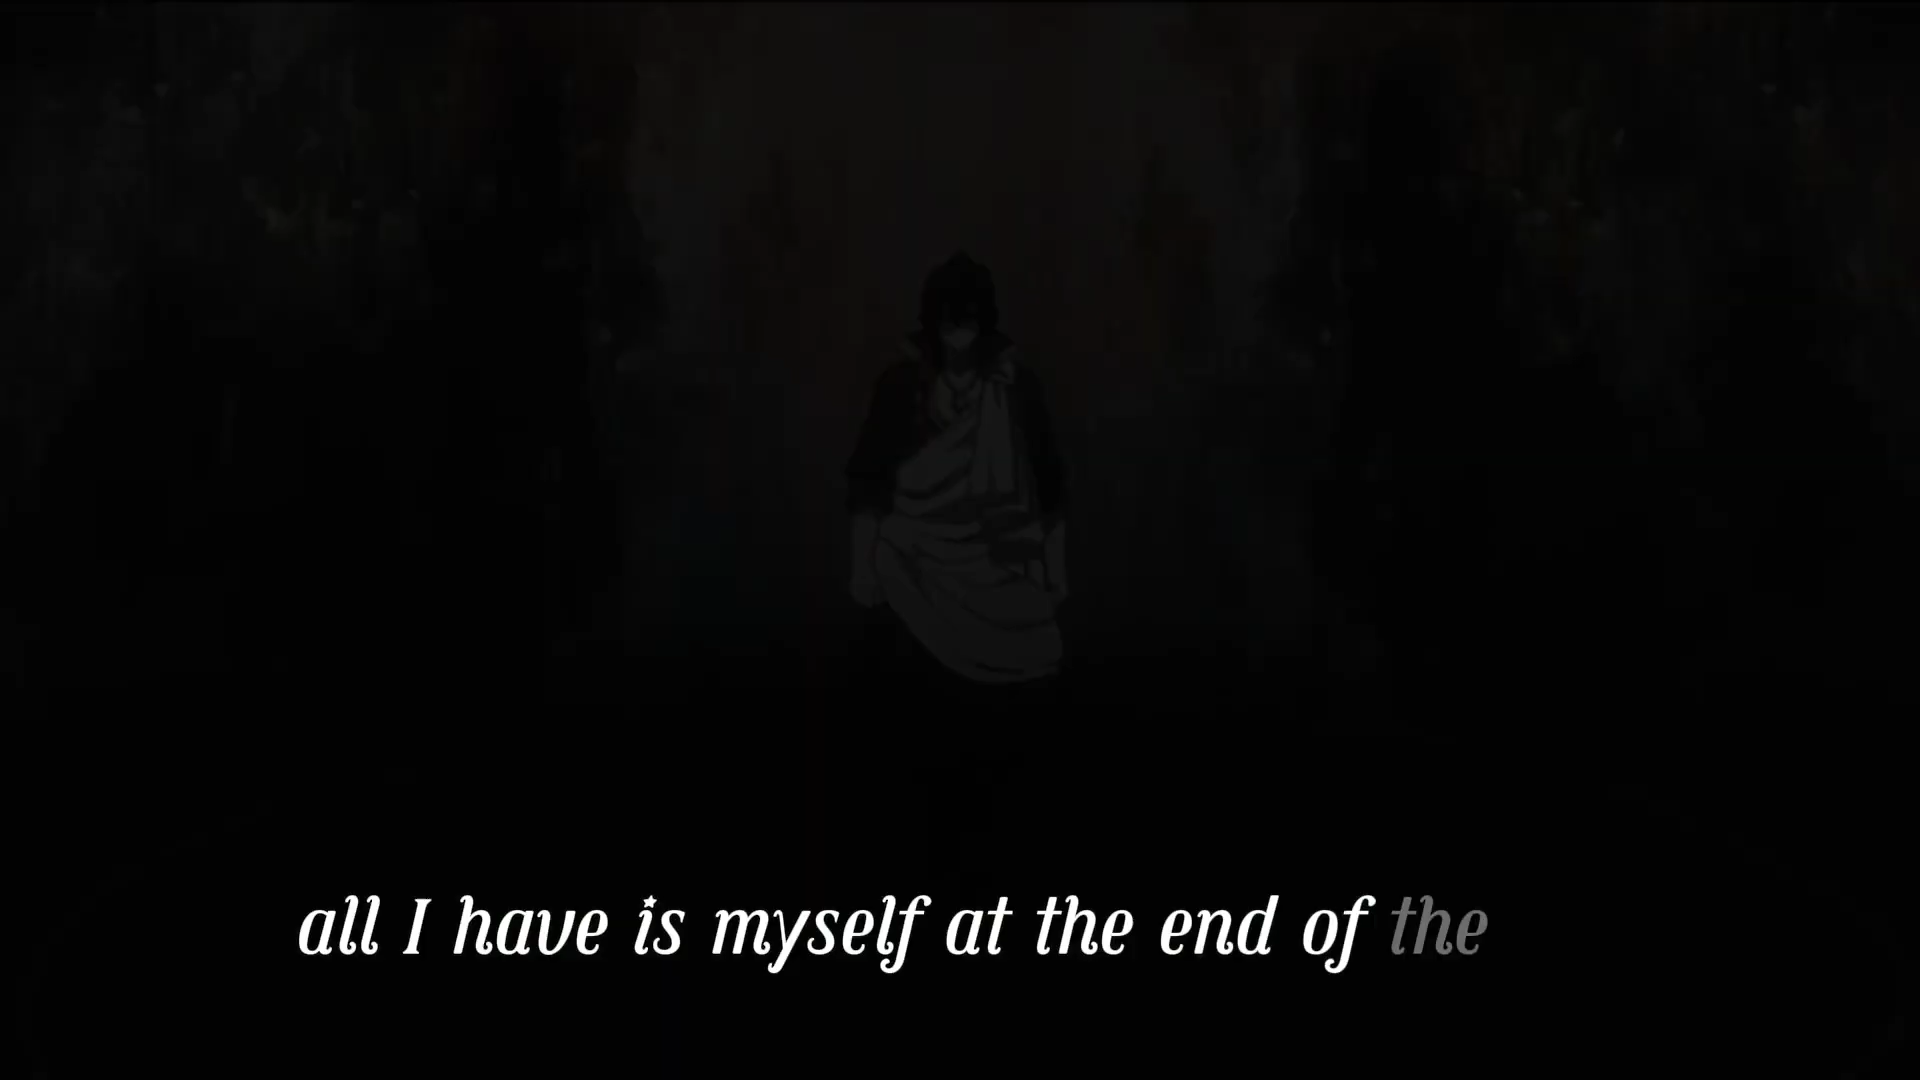 all I have is myself at the end of the